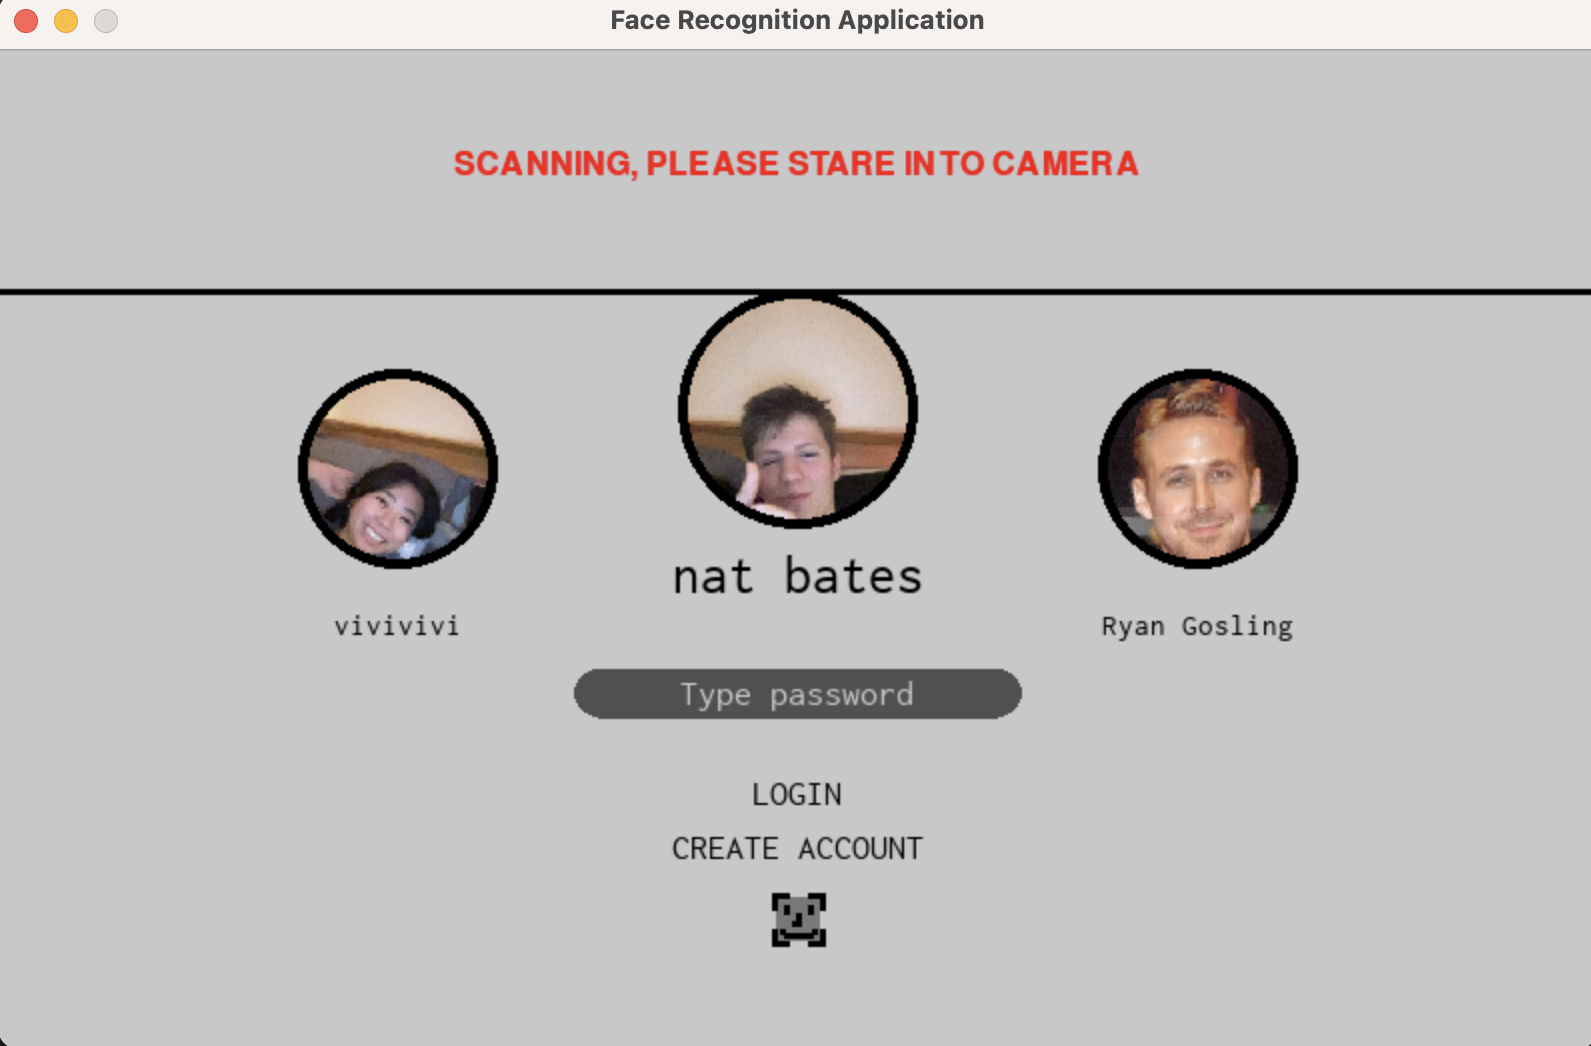 Face Recognition Application
SCANNING, PLEASE STARE INTO CAMERA
nat bates
vivivivi
Ryan Gosling
Type password
LOGIN
CREATE ACCOUNT